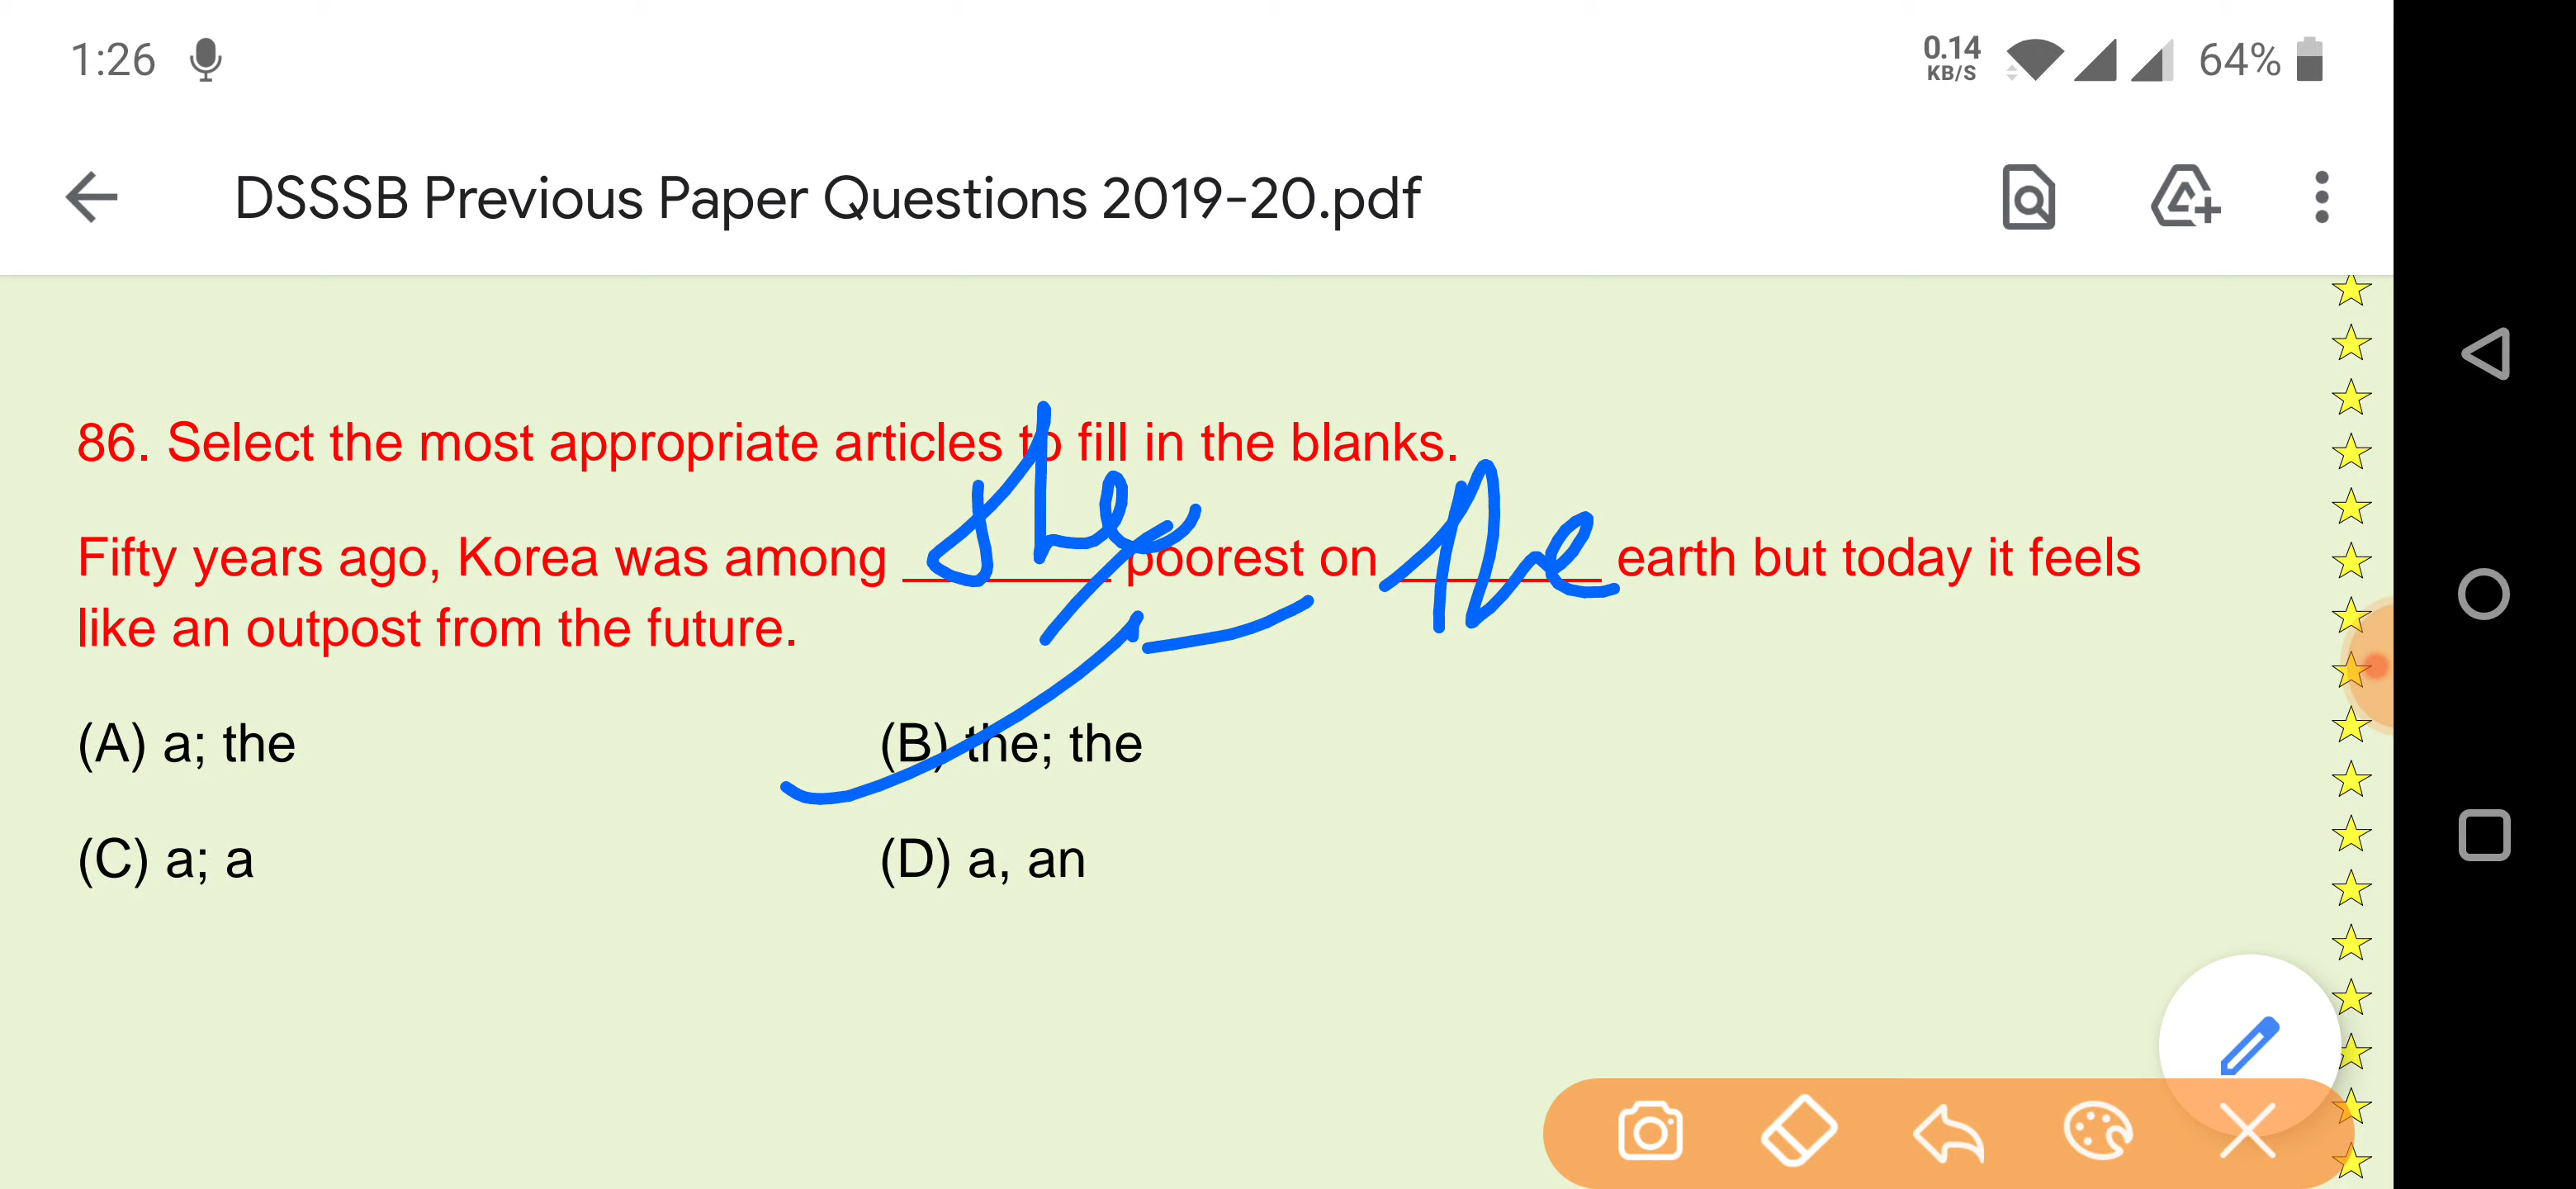 1:26 0.14 KB/S 64%
DSSSB Previous Paper Questions 2019-20.pdf
86. Select the most appropriate articles to fill in the blanks.
the the
Fifty years ago, Korea was among ________ poorest on ________ earth but today it feels
like an outpost from the future.
(A) a; the (B) the; the
(C) a; a (D) a, an